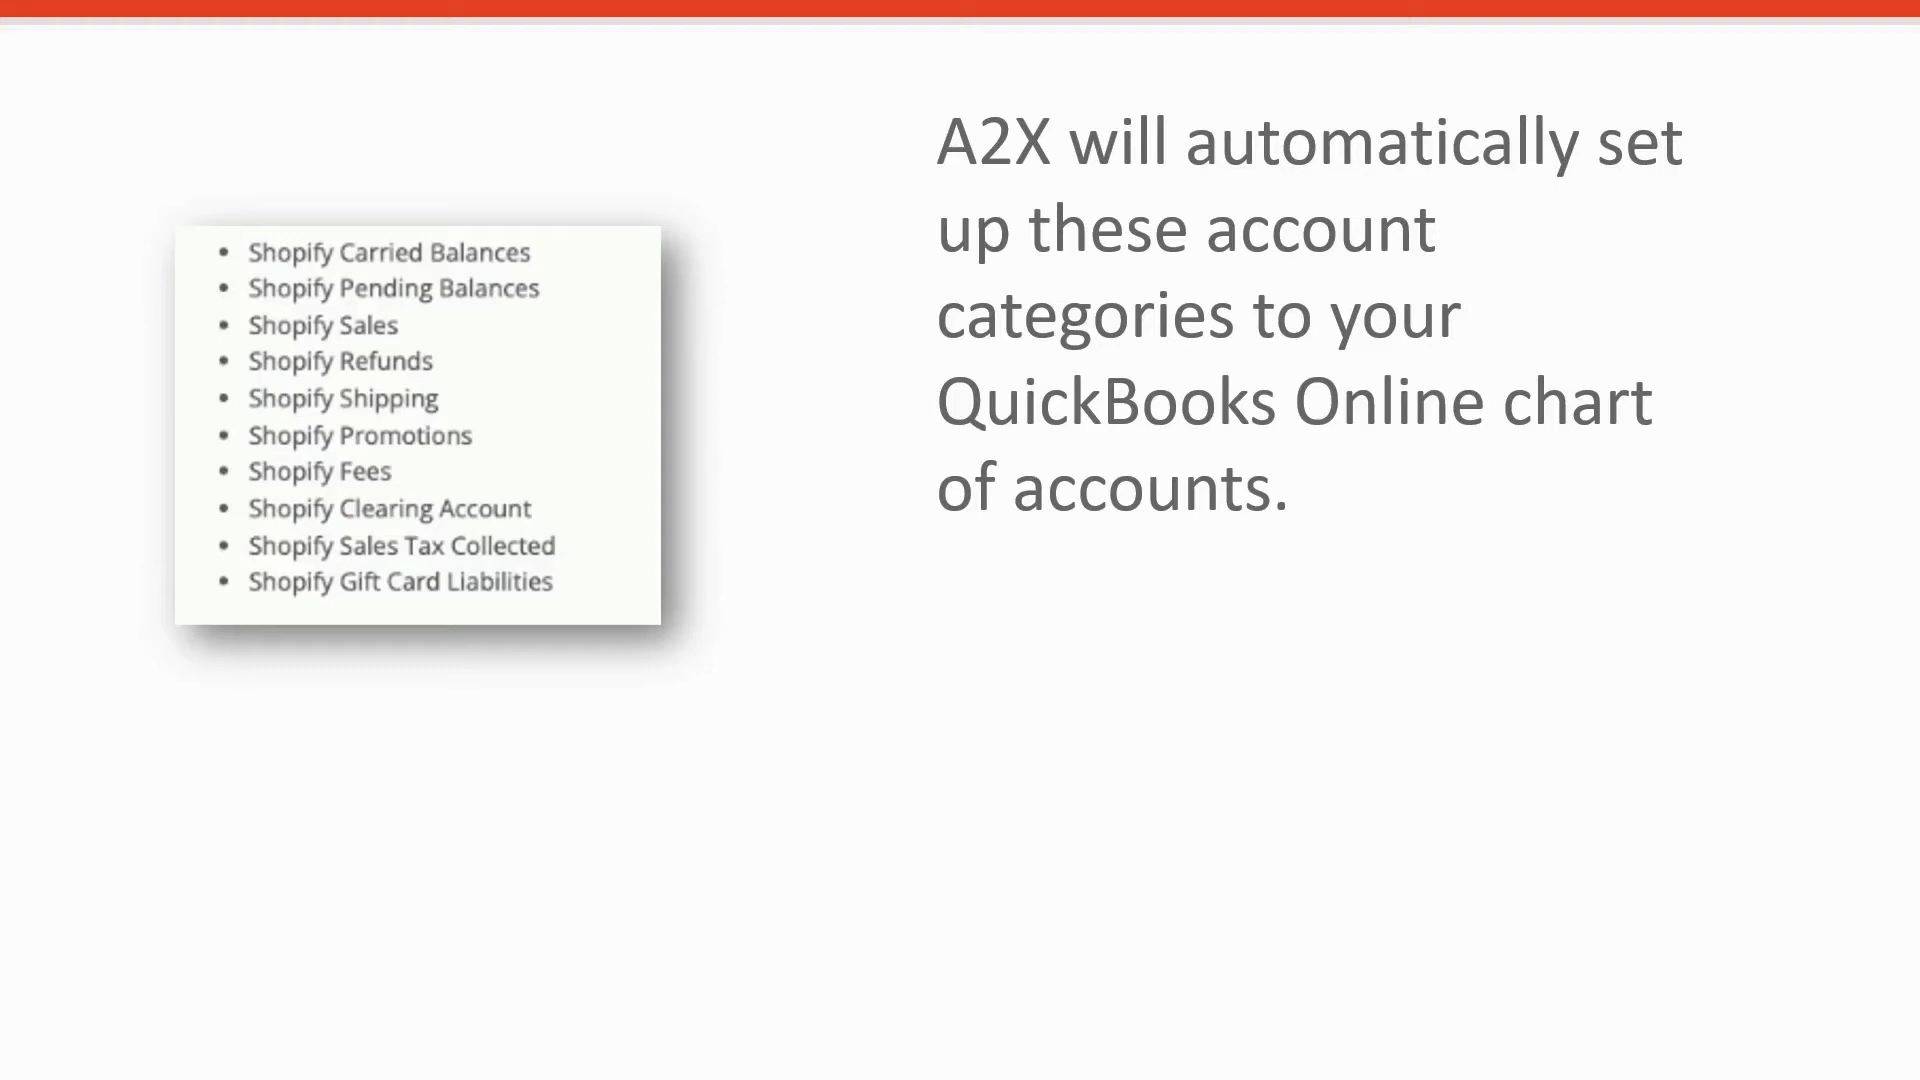 • Shopify Carried Balances
• Shopify Pending Balances
• Shopify Sales
• Shopify Refunds
• Shopify Shipping
• Shopify Promotions
• Shopify Fees
• Shopify Clearing Account
• Shopify Sales Tax Collected
• Shopify Gift Card Liabilities
A2X will automatically set
up these account
categories to your
QuickBooks Online chart
of accounts.